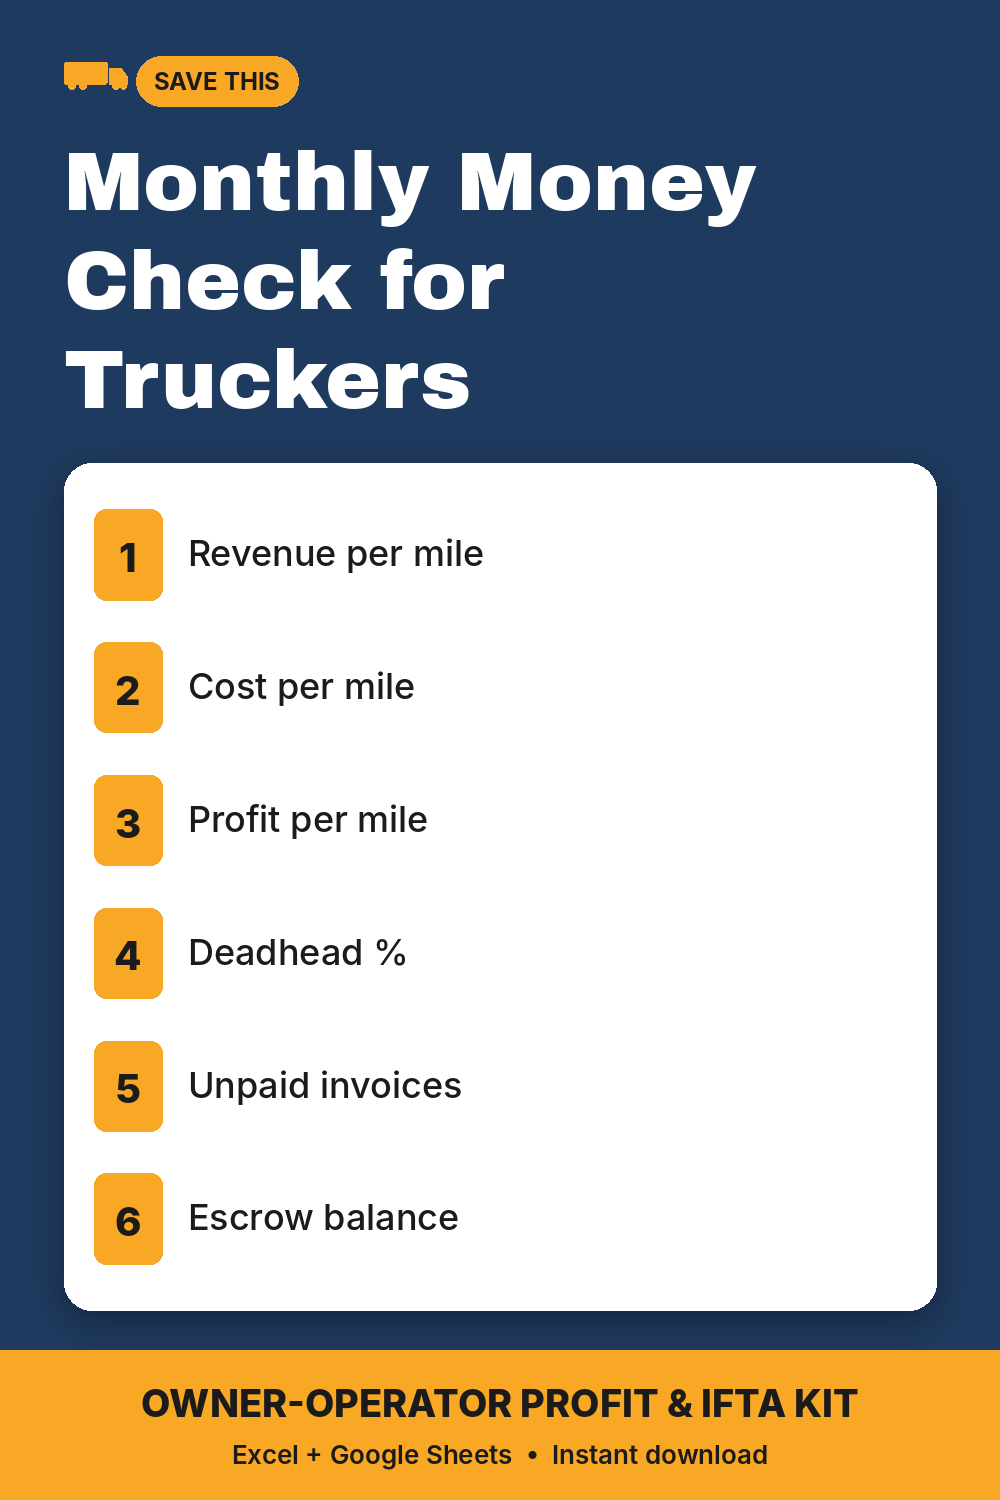 SAVE THIS
Monthly Money
Check for
Truckers
1 Revenue per mile
2 Cost per mile
3 Profit per mile
4 Deadhead %
5 Unpaid invoices
6 Escrow balance
OWNER-OPERATOR PROFIT & IFTA KIT
Excel + Google Sheets • Instant download